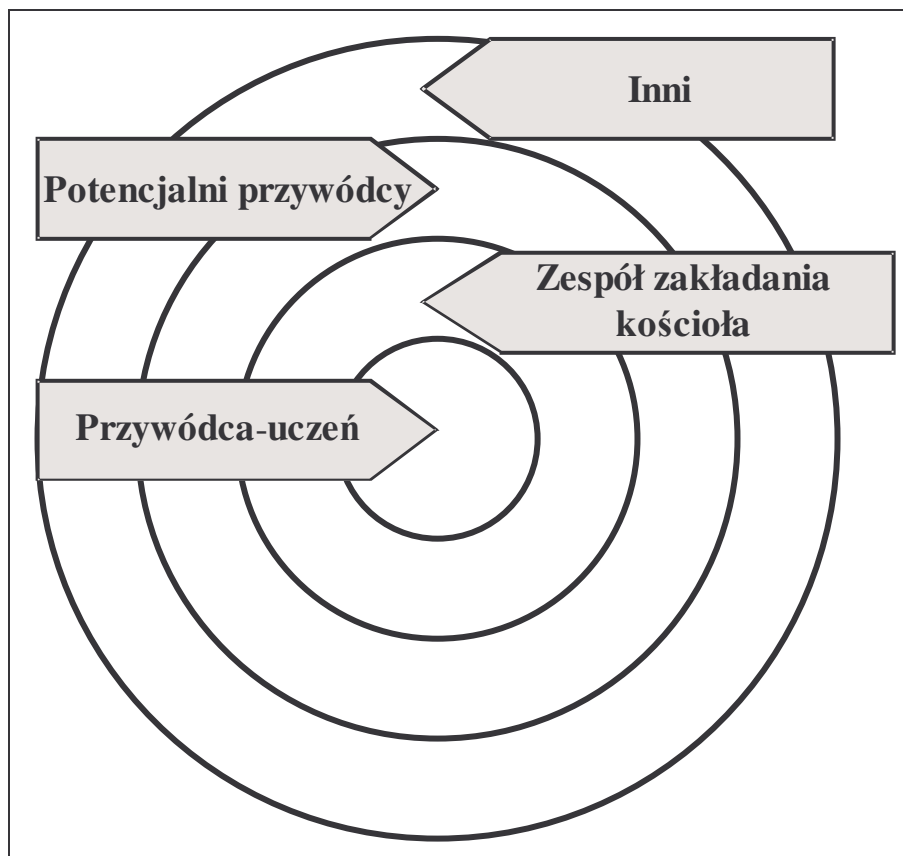 Inni
Potencjalni przywódcy
Zespół zakładania
kościoła
Przywódca-uczeń